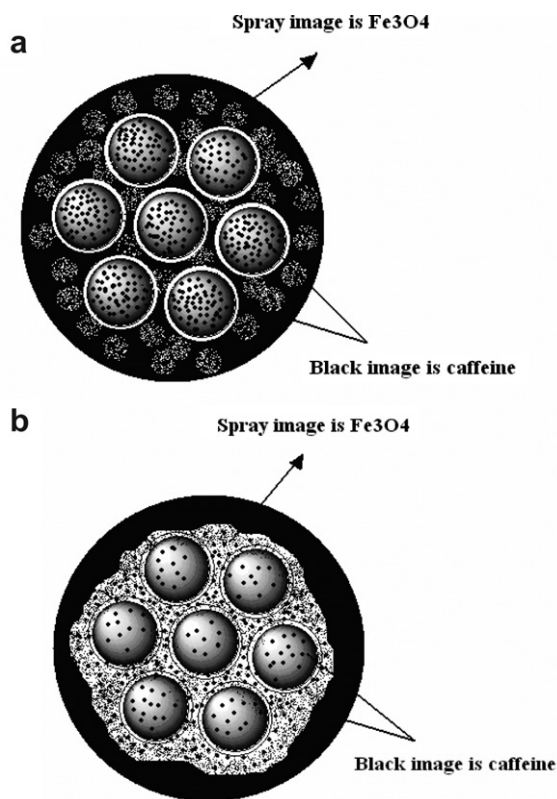 a
Spray image is Fe3O4
Black image is caffeine
b
Spray image is Fe3O4
Black image is caffeine